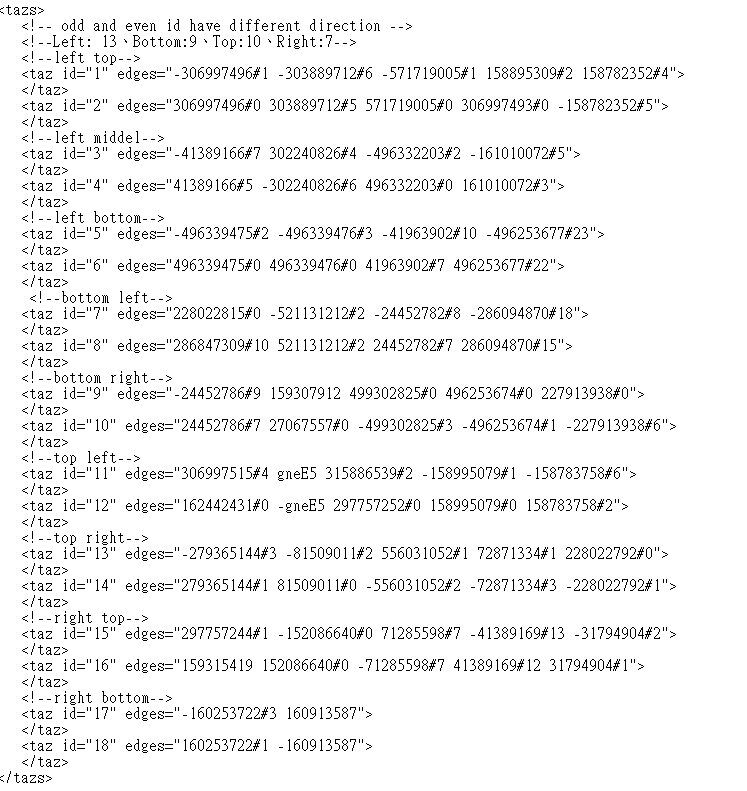 <tazs>
<!-- odd and even id have different direction -->
<!--Left: 13、Bottom:9、Top:10、Right:7-->
<!--left top-->
<taz id="1" edges="-306997496#1 -303889712#6 -571719005#1 158895309#2 158782352#4">
</taz>
<taz id="2" edges="306997496#0 303889712#5 571719005#0 306997493#0 -158782352#5">
</taz>
<!--left middel-->
<taz id="3" edges="-41389166#7 302240826#4 -496332203#2 -161010072#5">
</taz>
<taz id="4" edges="41389166#5 -302240826#6 496332203#0 161010072#3">
</taz>
<!--left bottom-->
<taz id="5" edges="-496339475#2 -496339476#3 -41963902#10 -496253677#23">
</taz>
<taz id="6" edges="496339475#0 496339476#0 41963902#7 496253677#22">
</taz>
<!--bottom left-->
<taz id="7" edges="228022815#0 -521131212#2 -24452782#8 -286094870#18">
</taz>
<taz id="8" edges="286847309#10 521131212#2 24452782#7 286094870#15">
</taz>
<!--bottom right-->
<taz id="9" edges="-24452786#9 159307912 499302825#0 496253674#0 227913938#0">
</taz>
<taz id="10" edges="24452786#7 27067557#0 -499302825#3 -496253674#1 -227913938#6">
</taz>
<!--top left-->
<taz id="11" edges="306997515#4 gneE5 315886539#2 -158995079#1 -158783758#6">
</taz>
<taz id="12" edges="162442431#0 -gneE5 297757252#0 158995079#0 158783758#2">
</taz>
<!--top right-->
<taz id="13" edges="-279365144#3 -81509011#2 556031052#1 72871334#1 228022792#0">
</taz>
<taz id="14" edges="279365144#1 81509011#0 -556031052#2 -72871334#3 -228022792#1">
</taz>
<!--right top-->
<taz id="15" edges="297757244#1 -152086640#0 71285598#7 -41389169#13 -31794904#2">
</taz>
<taz id="16" edges="159315419 152086640#0 -71285598#7 41389169#12 31794904#1">
</taz>
<!--right bottom-->
<taz id="17" edges="-160253722#3 160913587">
</taz>
<taz id="18" edges="160253722#1 -160913587">
</taz>
</tazs>